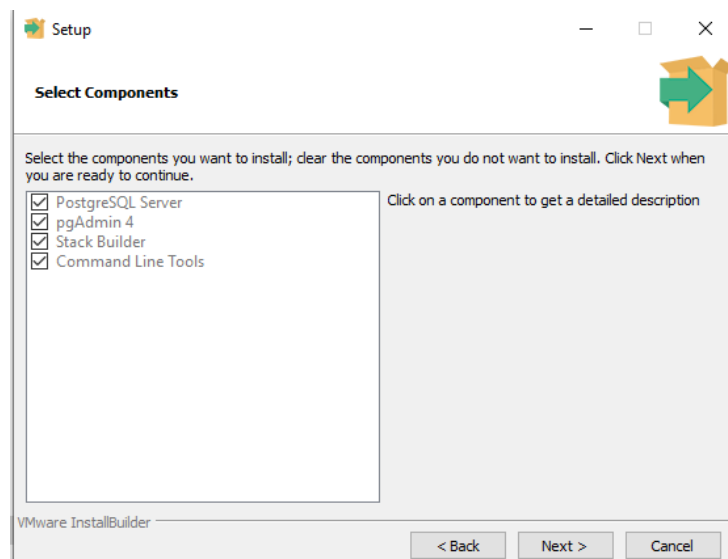 Setup
Select Components
Select the components you want to install; clear the components you do not want to install. Click Next when
you are ready to continue.
PostgreSQL Server
Click on a component to get a detailed description
pgAdmin 4
Stack Builder
Command Line Tools
VMware InstallBuilder
< Back
Next >
Cancel